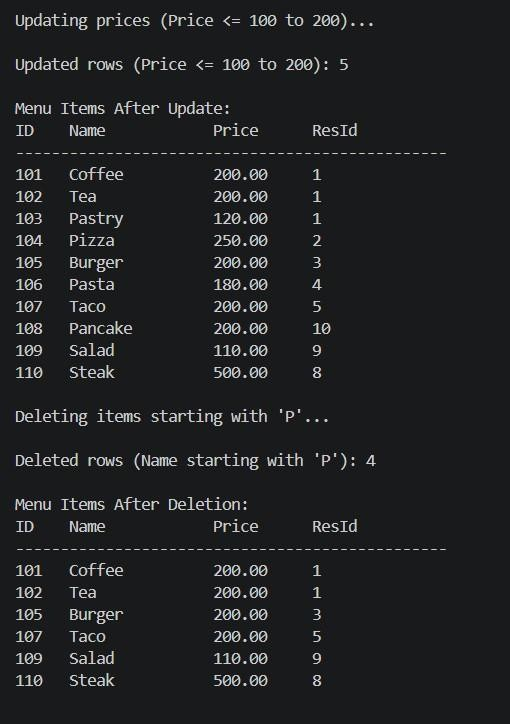 Updating prices (Price <= 100 to 200)...
Updated rows (Price <= 100 to 200): 5
Menu Items After Update:
ID   Name            Price      ResId
------------------------------------------------
101  Coffee          200.00     1
102  Tea             200.00     1
103  Pastry          120.00     1
104  Pizza           250.00     2
105  Burger          200.00     3
106  Pasta           180.00     4
107  Taco            200.00     5
108  Pancake         200.00     10
109  Salad           110.00     9
110  Steak           500.00     8
Deleting items starting with 'P'...
Deleted rows (Name starting with 'P'): 4
Menu Items After Deletion:
ID   Name            Price      ResId
------------------------------------------------
101  Coffee          200.00     1
102  Tea             200.00     1
105  Burger          200.00     3
107  Taco            200.00     5
109  Salad           110.00     9
110  Steak           500.00     8